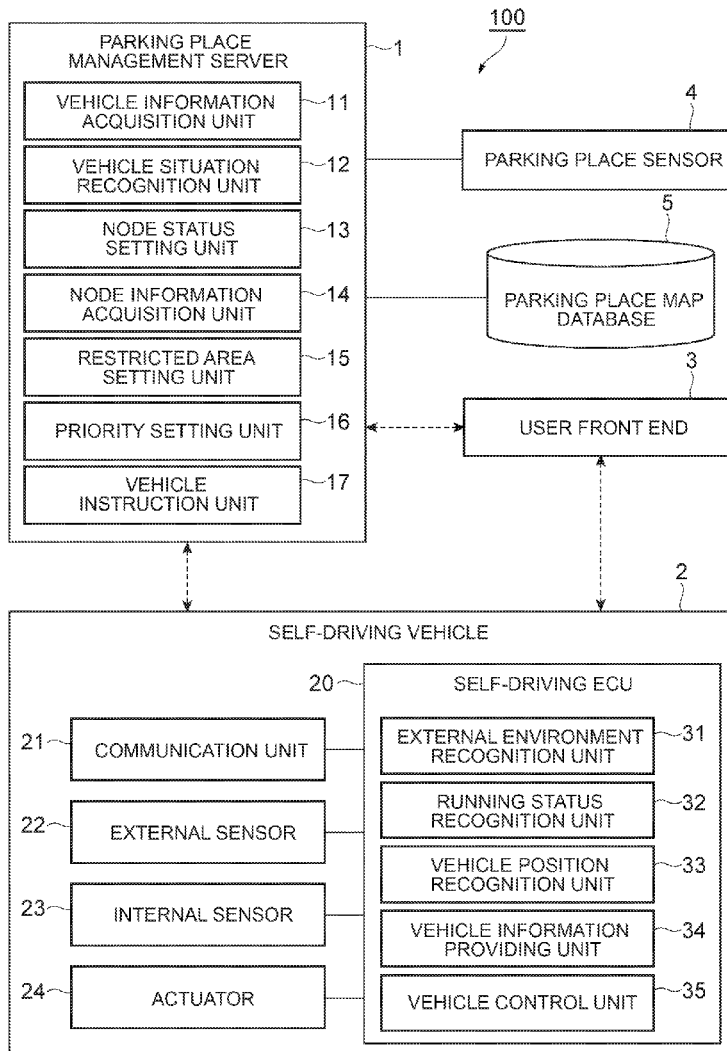 100
PARKING PLACE
MANAGEMENT SERVER
1
VEHICLE INFORMATION
ACQUISITION UNIT
11
VEHICLE SITUATION
RECOGNITION UNIT
12
NODE STATUS
SETTING UNIT
13
NODE INFORMATION
ACQUISITION UNIT
14
RESTRICTED AREA
SETTING UNIT
15
PRIORITY SETTING UNIT
16
VEHICLE
INSTRUCTION UNIT
17
4
PARKING PLACE SENSOR
5
PARKING PLACE MAP
DATABASE
3
USER FRONT END
2
SELF-DRIVING VEHICLE
21
COMMUNICATION UNIT
22
EXTERNAL SENSOR
23
INTERNAL SENSOR
24
ACTUATOR
20
SELF-DRIVING ECU
EXTERNAL ENVIRONMENT
RECOGNITION UNIT
31
RUNNING STATUS
RECOGNITION UNIT
32
VEHICLE POSITION
RECOGNITION UNIT
33
VEHICLE INFORMATION
PROVIDING UNIT
34
VEHICLE CONTROL UNIT
35